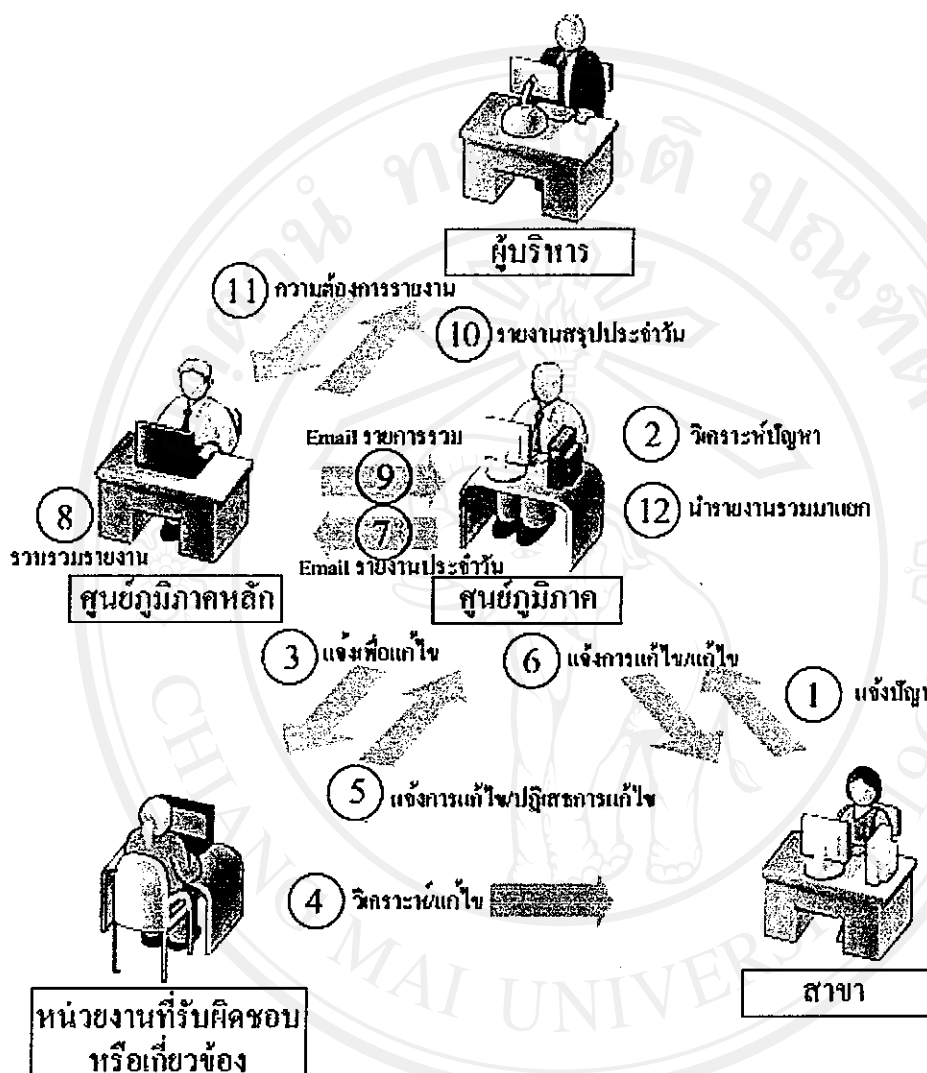 ผู้บริหาร
11 ความต้องการรายงาน
10 รายงานสรุปประจำวัน
Email รายการรวม
9
2 วิเคราะห์ปัญหา
8
รวบรวมรายงาน
7
Email รายงานประจำวัน
12 นำรายงานรวมมาแยก
ศูนย์ภูมิภาคหลัก
ศูนย์ภูมิภาค
3 แจ้งเพื่อแก้ไข
6 แจ้งการแก้ไข/แก้ไข
1 แจ้งปัญห
5 แจ้งการแก้ไข/ปฏิเสธการแก้ไข
4 วิเคราะห์/แก้ไข
สาขา
หน่วยงานที่รับผิดชอบ
หรือเกี่ยวข้อง
CHIANG MAI UNIVERSI